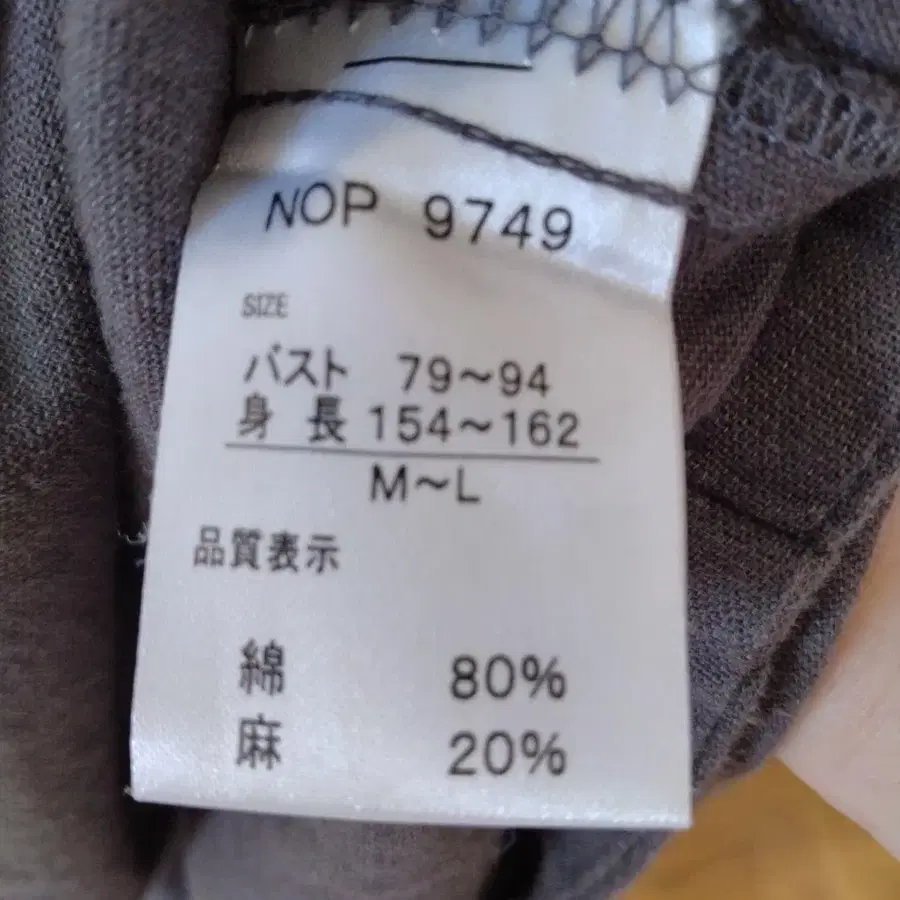 NOP 9749
SIZE
バスト 79～94
身長 154～162
M～L
品質表示
綿 80%
麻 20%